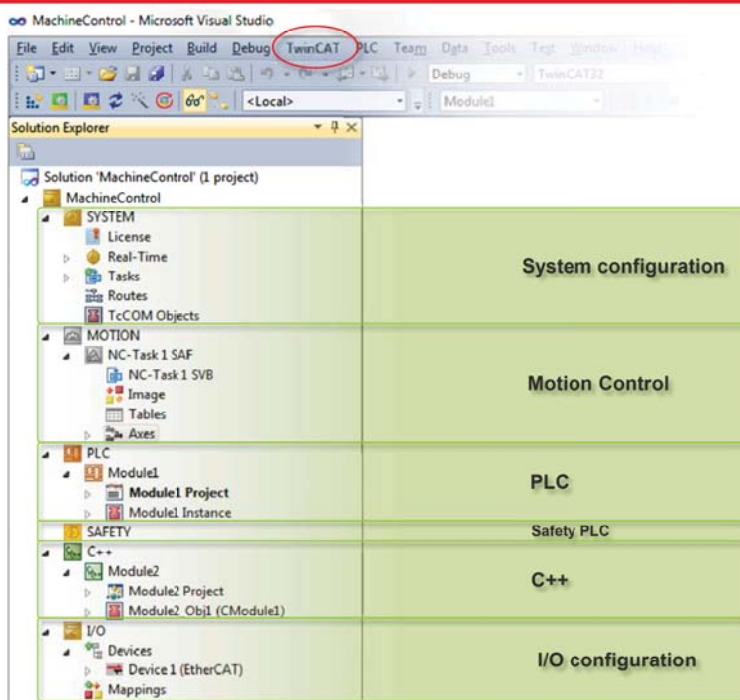 MachineControl - Microsoft Visual Studio
File Edit View Project Build Debug TwinCAT PLC Team Data Tools Test Window Help
Debug TwinCAT32
<Local> Module1
Solution Explorer
Solution 'MachineControl' (1 project)
MachineControl
SYSTEM
License
Real-Time
Tasks
Routes
TcCOM Objects
System configuration
MOTION
NC-Task 1 SAF
NC-Task 1 SVB
Image
Tables
Axes
Motion Control
PLC
Module1
Module1 Project
Module1 Instance
PLC
SAFETY
Safety PLC
C++
Module2
Module2 Project
Module2_Obj1 (CModule1)
C++
I/O
Devices
Device 1 (EtherCAT)
Mappings
I/O configuration